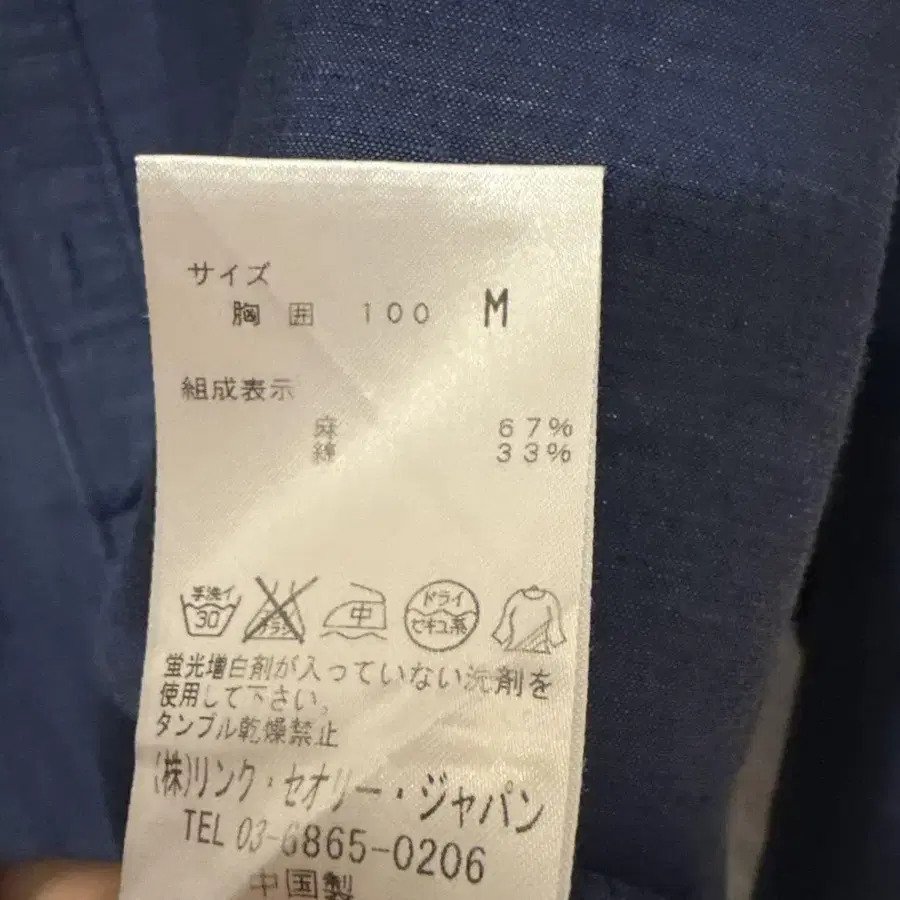 サイズ
胸囲 100 M
組成表示
麻 67%
綿 33%
手洗イ 30
中
ドライ セキユ系
蛍光増白剤が入っていない洗剤を
使用して下さい。
タンブル乾燥禁止
(株)リンク・セオリー・ジャパン
TEL 03-6865-0206
中国製